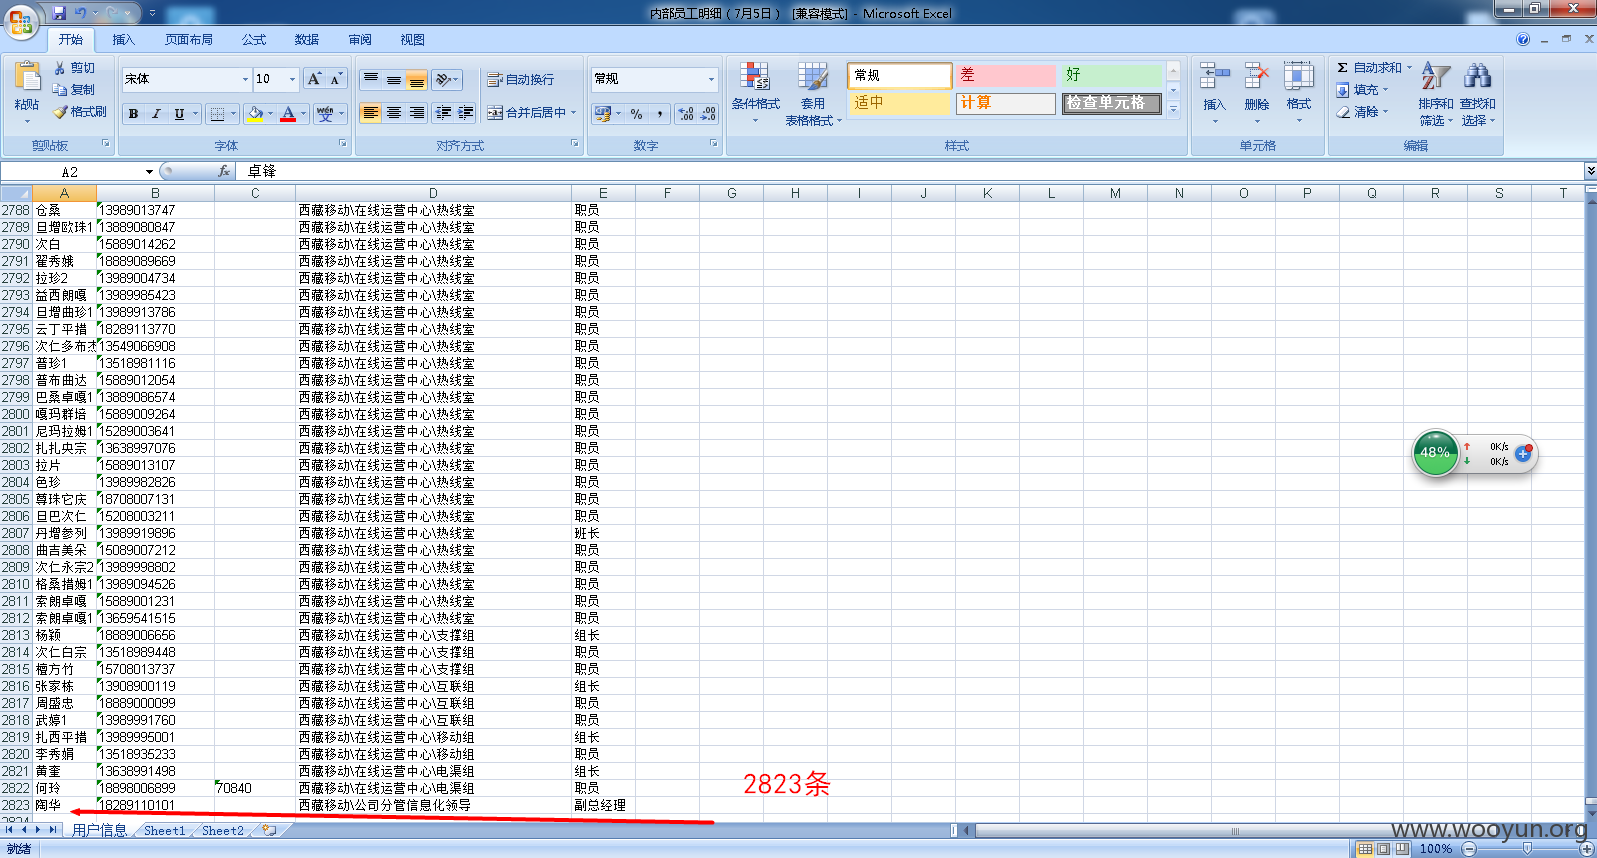 内部员工明细（7月5日） [兼容模式] - Microsoft Excel
开始 插入 页面布局 公式 数据 审阅 视图
粘贴 剪切 复制 格式刷 剪贴板
宋体 10 B I U A 字体
自动换行 合并后居中 对齐方式
常规 % , 数字
条件格式 套用 表格格式 常规 差 好 适中 计算 检查单元格 样式
插入 删除 格式 单元格
Σ 自动求和 填充 清除 排序和 筛选 查找和 选择 编辑
A2 fx 卓锋
A B C D E F G H I J K L M N O P Q R S T
2788 仓桑 13989013747 西藏移动\在线运营中心\热线室 职员
2789 旦增欧珠1 13889080847 西藏移动\在线运营中心\热线室 职员
2790 次白 15889014262 西藏移动\在线运营中心\热线室 职员
2791 翟秀娥 18889089669 西藏移动\在线运营中心\热线室 职员
2792 拉珍2 13989004734 西藏移动\在线运营中心\热线室 职员
2793 益西朗嘎 13989985423 西藏移动\在线运营中心\热线室 职员
2794 旦增曲珍1 13989913786 西藏移动\在线运营中心\热线室 职员
2795 云丁平措 18289113770 西藏移动\在线运营中心\热线室 职员
2796 次仁多布杰 13549066908 西藏移动\在线运营中心\热线室 职员
2797 普珍1 13518981116 西藏移动\在线运营中心\热线室 职员
2798 普布曲达 15889012054 西藏移动\在线运营中心\热线室 职员
2799 巴桑卓嘎1 13889086574 西藏移动\在线运营中心\热线室 职员
2800 嘎玛群培 15889009264 西藏移动\在线运营中心\热线室 职员
2801 尼玛拉姆1 15289003641 西藏移动\在线运营中心\热线室 职员
2802 扎扎央宗 13638997076 西藏移动\在线运营中心\热线室 职员
2803 拉片 15889013107 西藏移动\在线运营中心\热线室 职员
2804 色珍 13989982826 西藏移动\在线运营中心\热线室 职员
2805 尊珠它庆 18708007131 西藏移动\在线运营中心\热线室 职员
2806 旦巴次仁 15208003211 西藏移动\在线运营中心\热线室 职员
2807 丹增参列 13989919896 西藏移动\在线运营中心\热线室 班长
2808 曲吉美朵 15089007212 西藏移动\在线运营中心\热线室 职员
2809 次仁永宗2 13989998802 西藏移动\在线运营中心\热线室 职员
2810 格桑措姆1 13989094526 西藏移动\在线运营中心\热线室 职员
2811 索朗卓嘎 15889001231 西藏移动\在线运营中心\热线室 职员
2812 索朗卓嘎1 13659541515 西藏移动\在线运营中心\热线室 职员
2813 杨颖 18889006656 西藏移动\在线运营中心\支撑组 组长
2814 次仁白宗 13518989448 西藏移动\在线运营中心\支撑组 职员
2815 檀方竹 15708013737 西藏移动\在线运营中心\支撑组 职员
2816 张家栋 13908900119 西藏移动\在线运营中心\互联组 组长
2817 周盛忠 18889000099 西藏移动\在线运营中心\互联组 职员
2818 武婷1 13989991760 西藏移动\在线运营中心\互联组 职员
2819 扎西平措 13989995001 西藏移动\在线运营中心\移动组 组长
2820 李秀娟 13518935233 西藏移动\在线运营中心\移动组 职员
2821 黄奎 13638991498 西藏移动\在线运营中心\电渠组 组长
2822 何玲 18898006899 70840 西藏移动\在线运营中心\电渠组 职员
2823 陶华 18289110101 西藏移动\公司分管信息化领导 副总经理
2824
2823条
48% 0K/s
0K/s
用户信息 Sheet1 Sheet2
www.wooyun.org
就绪 100%